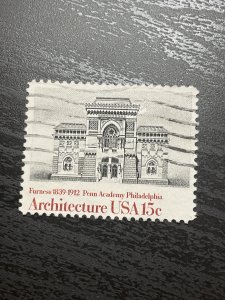 Furness 1839-1912 Penn Academy Philadelphia
Architecture USA 15c